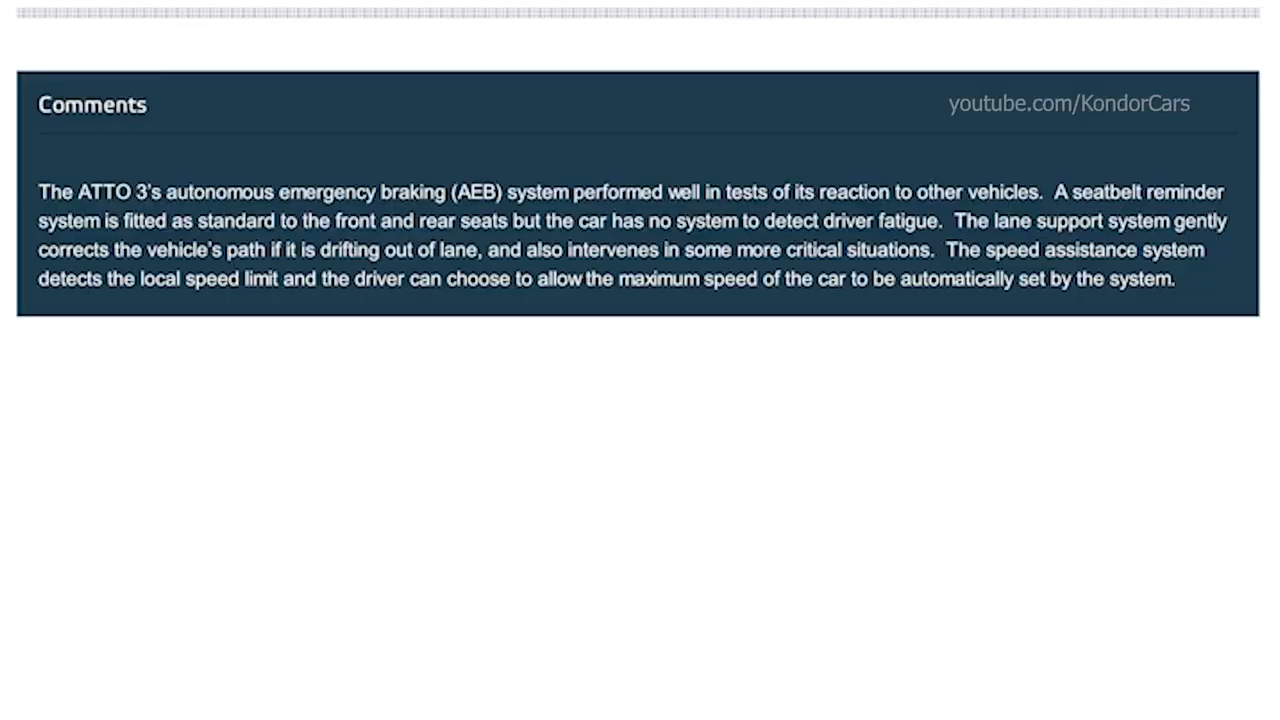 Comments
youtube.com/KondorCars
The ATTO 3's autonomous emergency braking (AEB) system performed well in tests of its reaction to other vehicles.  A seatbelt reminder
system is fitted as standard to the front and rear seats but the car has no system to detect driver fatigue.  The lane support system gently
corrects the vehicle's path if it is drifting out of lane, and also intervenes in some more critical situations.  The speed assistance system
detects the local speed limit and the driver can choose to allow the maximum speed of the car to be automatically set by the system.